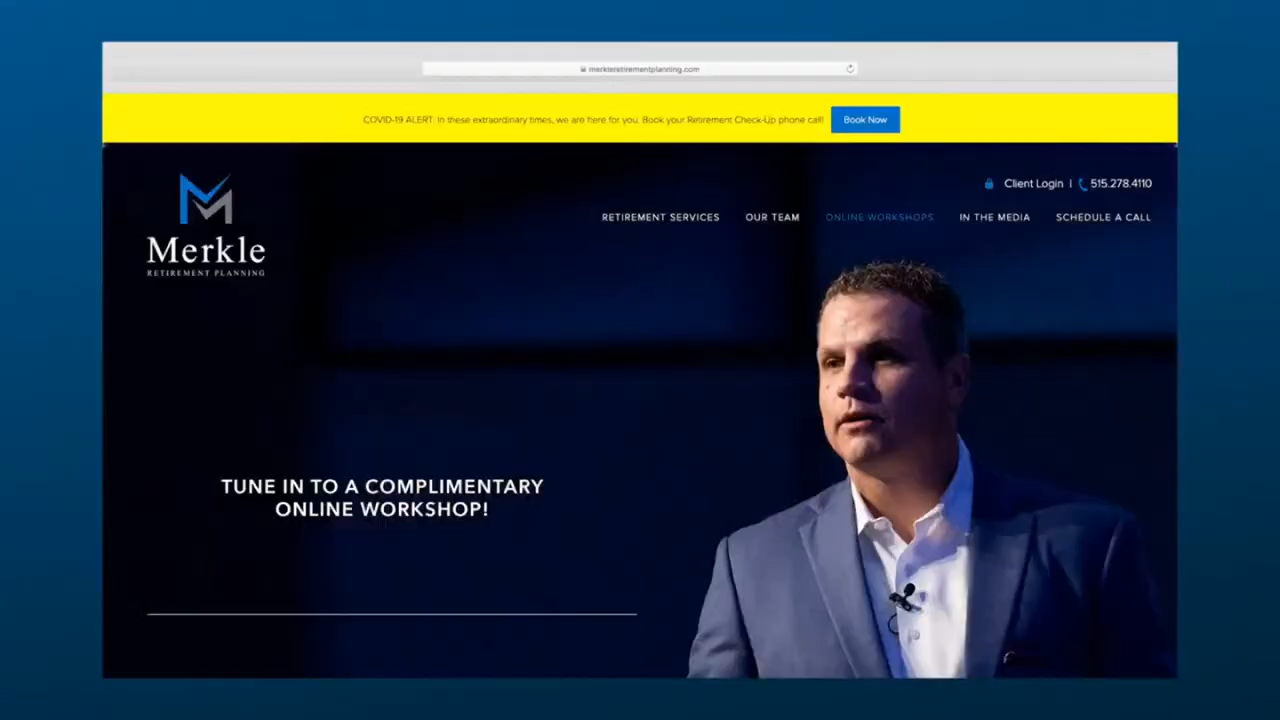 merkleretirementplanning.com
COVID-19 ALERT: In these extraordinary times, we are here for you. Book your Retirement Check-Up phone call! Book Now
Client Login | 515.278.4110
RETIREMENT SERVICES OUR TEAM ONLINE WORKSHOPS IN THE MEDIA SCHEDULE A CALL
Merkle
RETIREMENT PLANNING
TUNE IN TO A COMPLIMENTARY
ONLINE WORKSHOP!